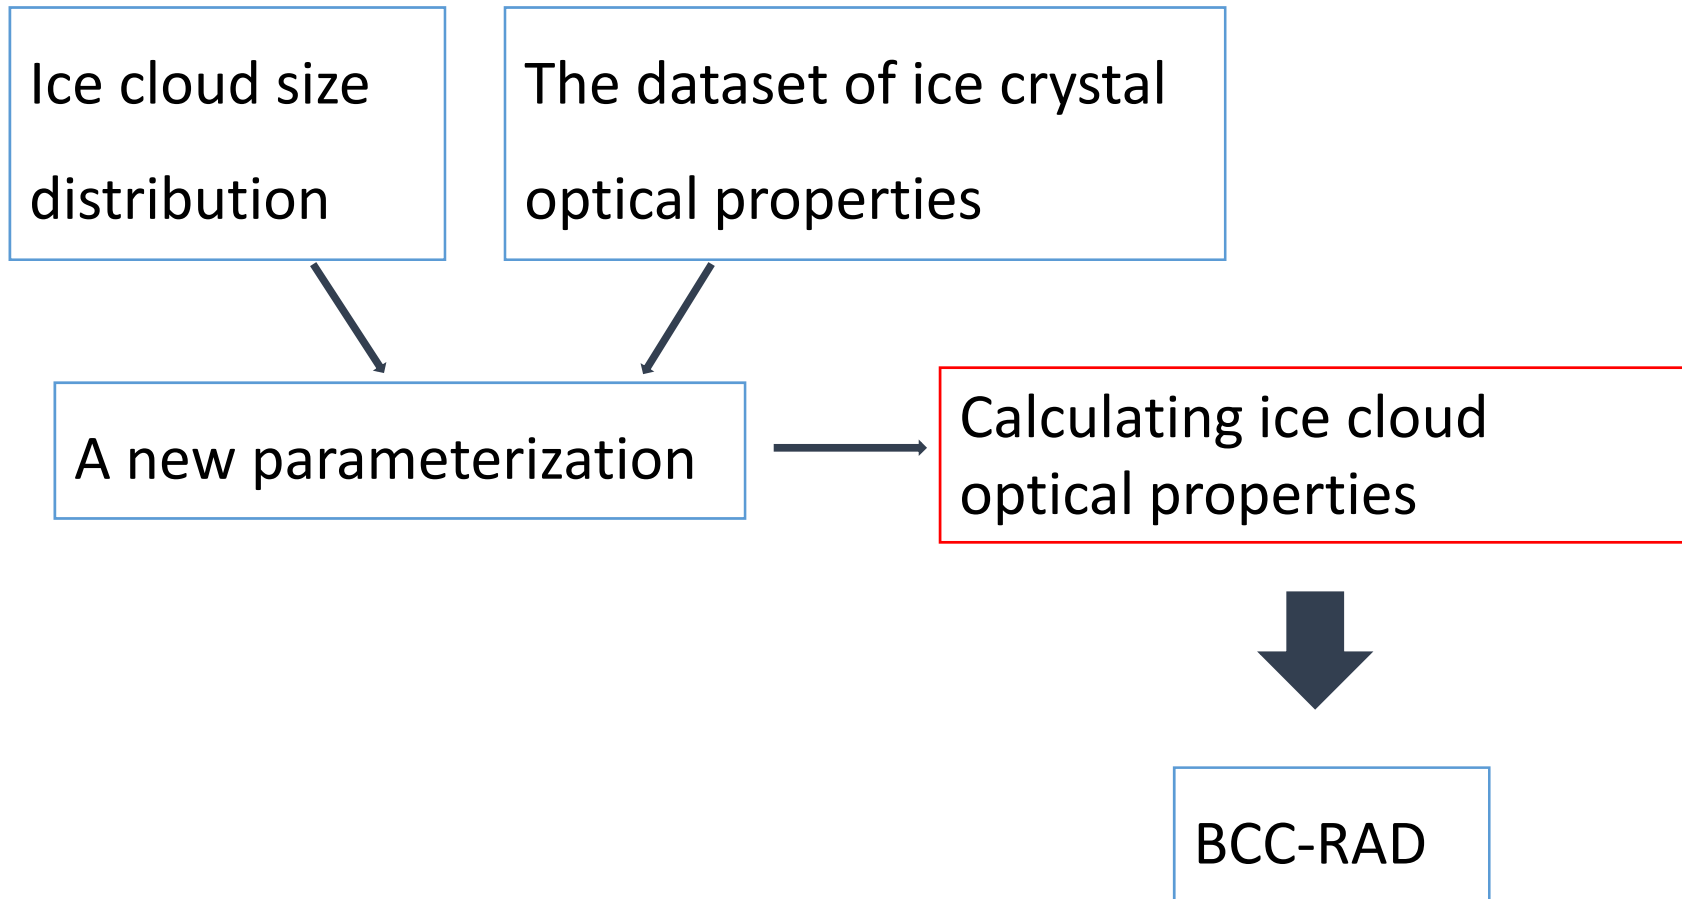 Ice cloud size
distribution
The dataset of ice crystal
optical properties
A new parameterization
Calculating ice cloud
optical properties
BCC-RAD